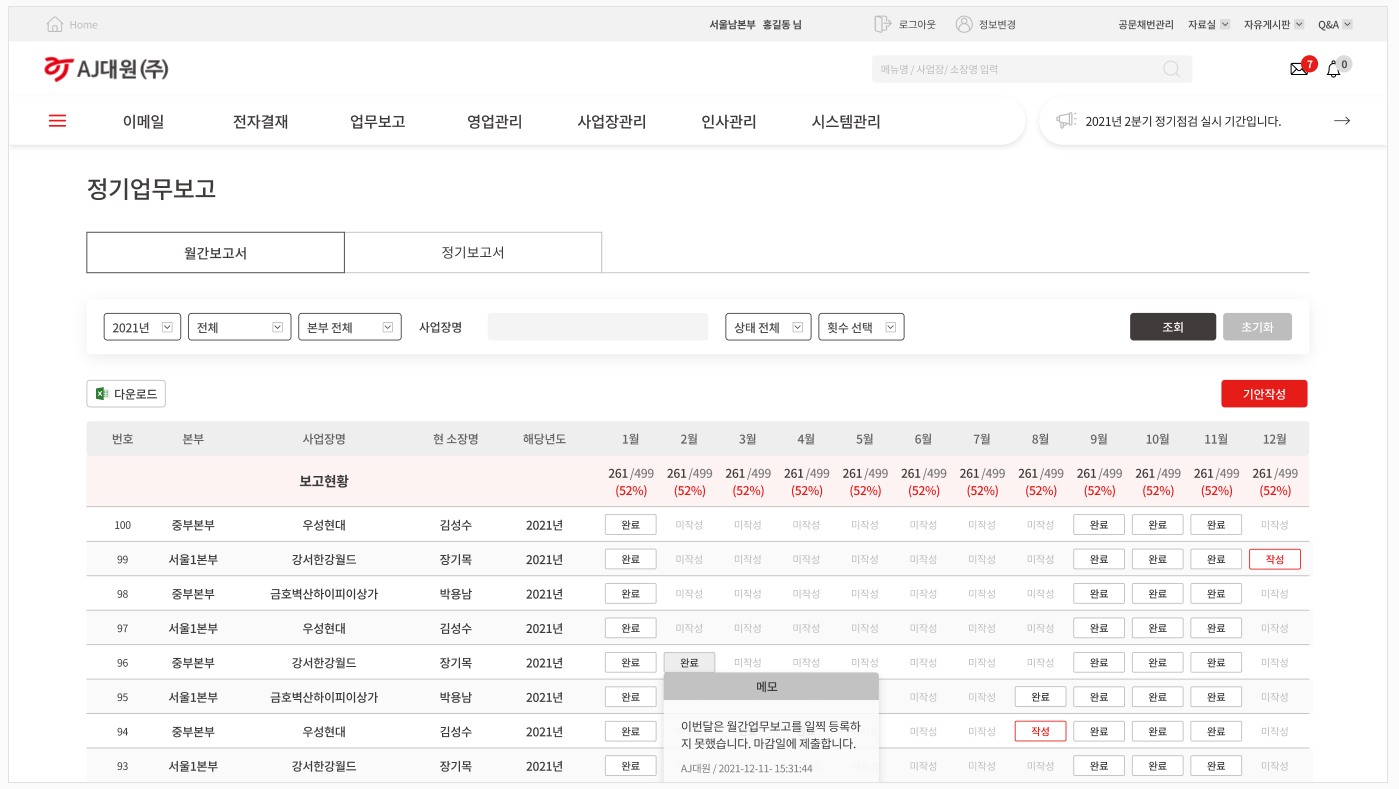 Home 서울남본부 홍길동 님 로그아웃 정보변경 공문채번관리 자료실 자유게시판 Q&A
AJ대원(주) 메뉴명 / 사업장/ 소장명 입력 7 0
이메일 전자결재 업무보고 영업관리 사업장관리 인사관리 시스템관리 2021년 2분기 정기점검 실시 기간입니다.
정기업무보고
월간보고서 정기보고서
2021년 전체 본부 전체 사업장명 상태 전체 횟수 선택 조회 초기화
다운로드 기안작성
번호 본부 사업장명 현 소장명 해당년도 1월 2월 3월 4월 5월 6월 7월 8월 9월 10월 11월 12월
보고현황 261/499 261/499 261/499 261/499 261/499 261/499 261/499 261/499 261/499 261/499 261/499 261/499
(52%) (52%) (52%) (52%) (52%) (52%) (52%) (52%) (52%) (52%) (52%) (52%)
100 중부본부 우성현대 김성수 2021년 완료 미작성 미작성 미작성 미작성 미작성 미작성 미작성 완료 완료 완료 미작성
99 서울1본부 강서한강월드 장기목 2021년 완료 미작성 미작성 미작성 미작성 미작성 미작성 미작성 완료 완료 완료 작성
98 중부본부 금호벽산하이피이상가 박용남 2021년 완료 미작성 미작성 미작성 미작성 미작성 미작성 미작성 완료 완료 완료 미작성
97 서울1본부 우성현대 김성수 2021년 완료 미작성 미작성 미작성 미작성 미작성 미작성 미작성 완료 완료 완료 미작성
96 중부본부 강서한강월드 장기목 2021년 완료 완료 미작성 미작성 미작성 미작성 미작성 미작성 완료 완료 완료 미작성
95 서울1본부 금호벽산하이피이상가 박용남 2021년 완료 미작성 미작성 완료 완료 완료 완료 미작성
94 중부본부 우성현대 김성수 2021년 완료 미작성 미작성 작성 완료 완료 완료 미작성
93 서울1본부 강서한강월드 장기목 2021년 완료 미작성 미작성 미작성 완료 완료 완료 미작성
메모
이번달은 월간업무보고를 일찍 등록하
지 못했습니다. 마감일에 제출합니다.
AJ대원 / 2021-12-11- 15:31:44